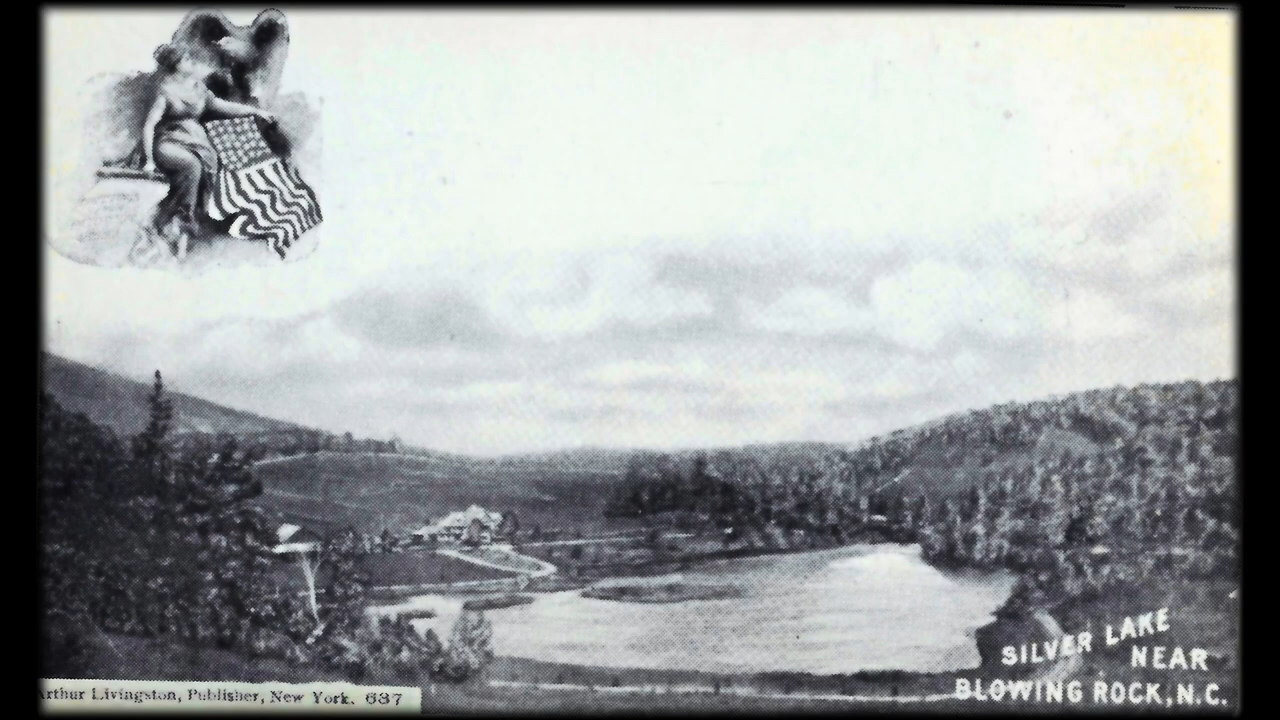 Arthur Livingston, Publisher, New York. 637
SILVER LAKE
NEAR
BLOWING ROCK, N.C.